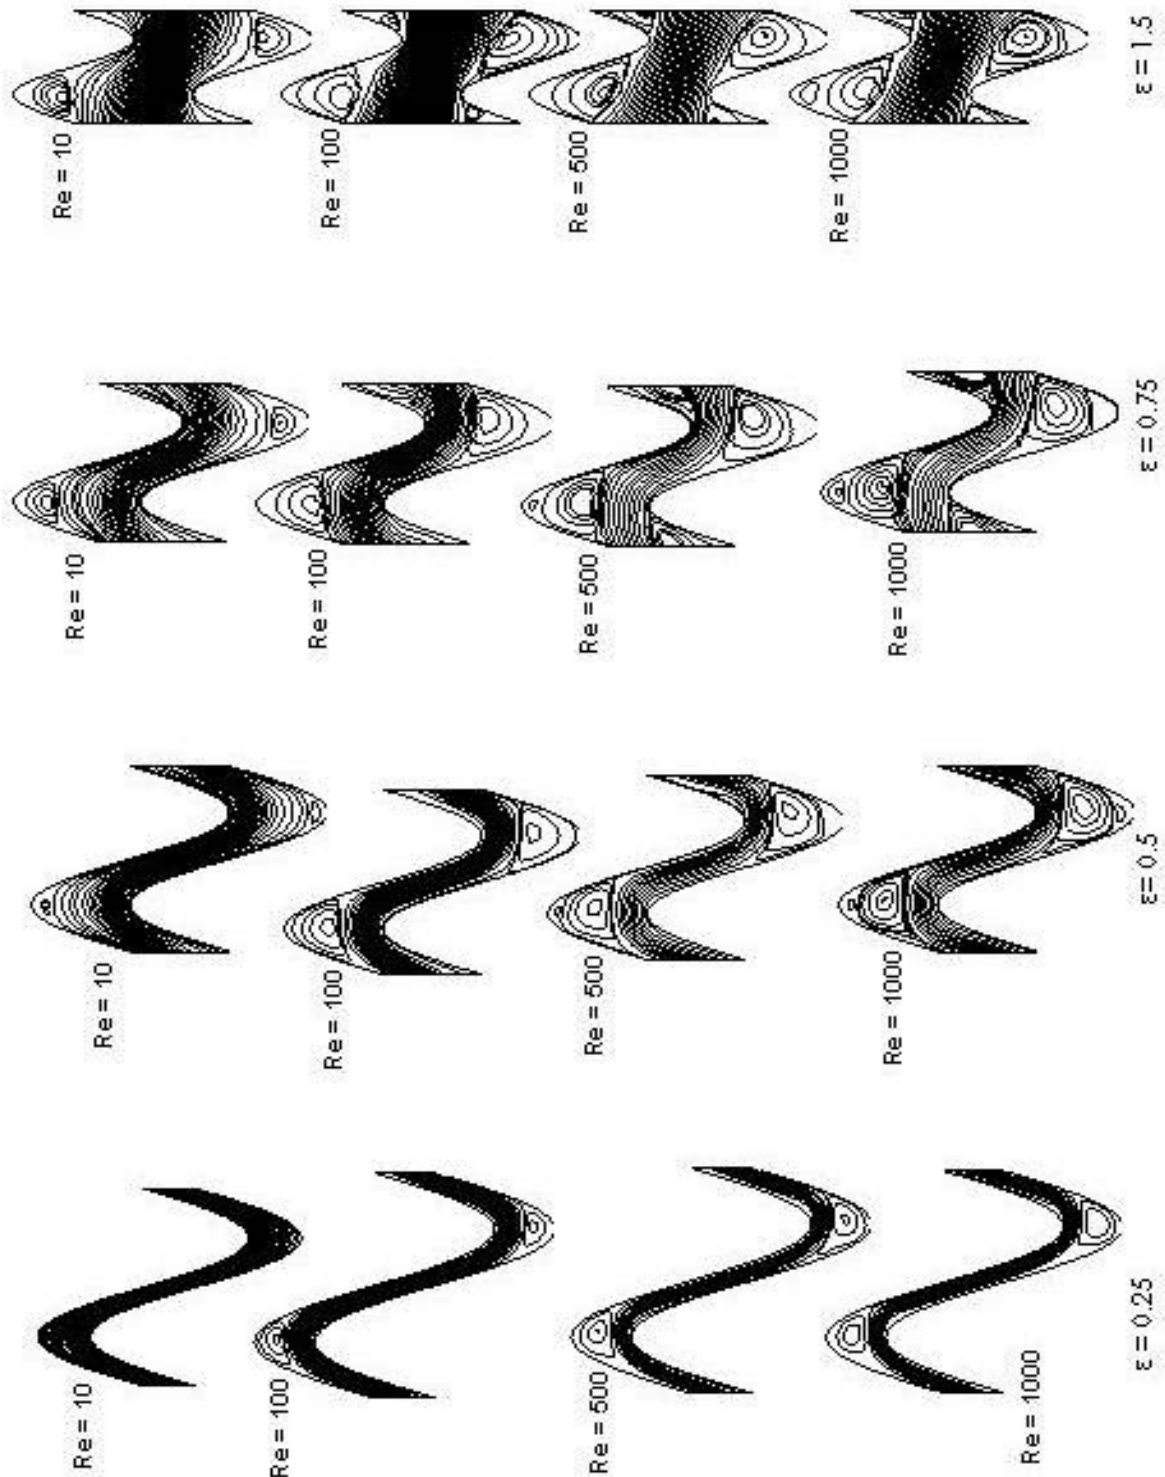 Re = 10
Re = 100
Re = 500
Re = 1000
ε = 1.5
Re = 10
Re = 100
Re = 500
Re = 1000
ε = 0.75
Re = 10
Re = 100
Re = 500
Re = 1000
ε= 0.5
Re = 10
Re = 100
Re = 500
Re = 1000
ε = 0.25